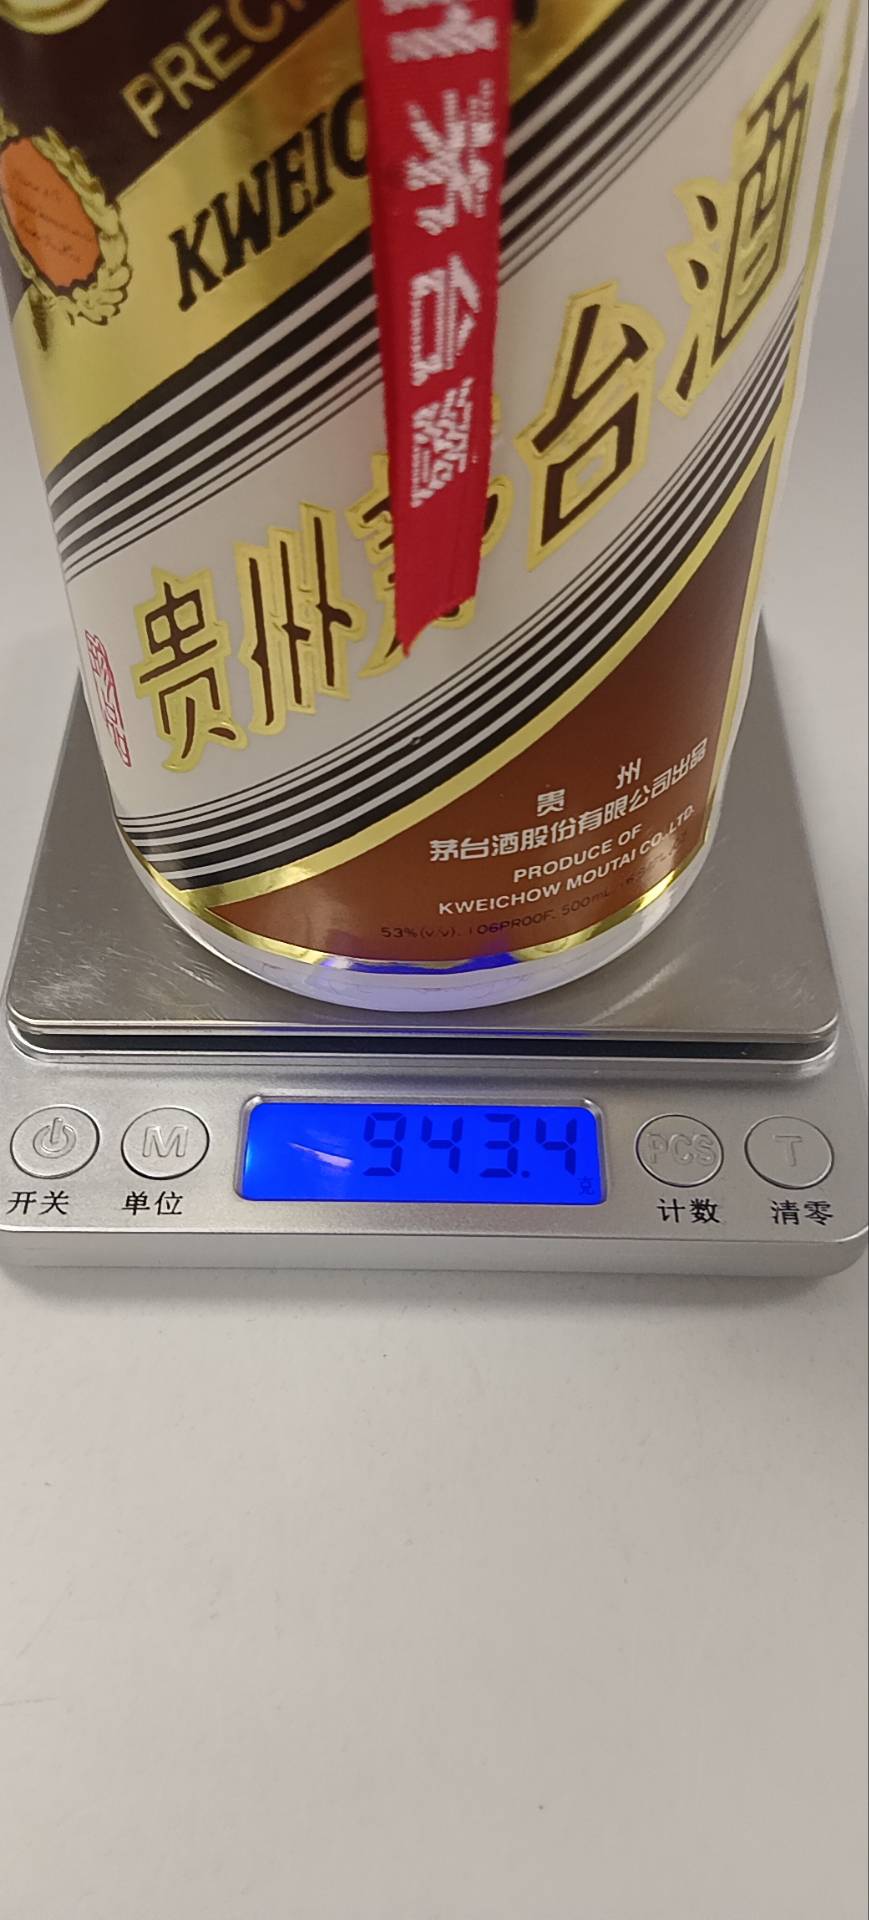 PREC
KWEIC
茅台酒
贵州茅台酒
贵 州
茅台酒股份有限公司出品
PRODUCE OF
KWEICHOW MOUTAI CO.,LTD.
53%(v/v). 106PROOF. 500mL
943.4
克
M
PCS
T
开关
单位
计数
清零